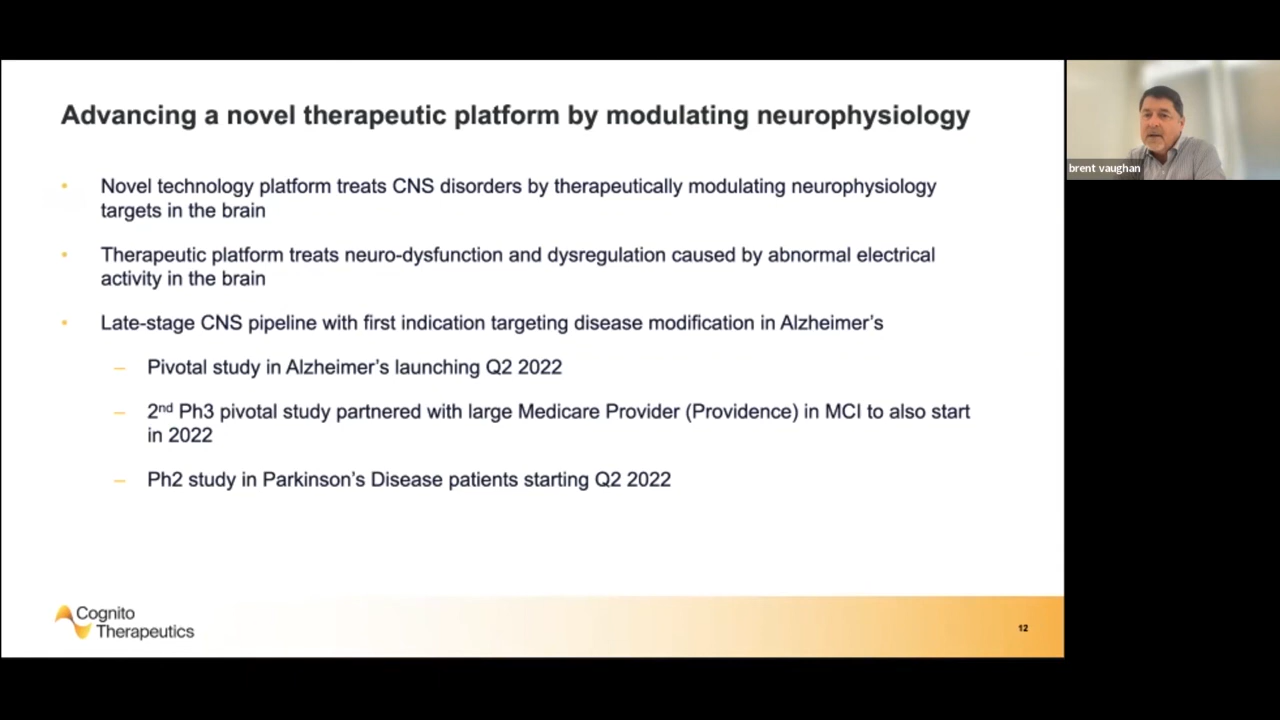 Advancing a novel therapeutic platform by modulating neurophysiology
brent vaughan
• Novel technology platform treats CNS disorders by therapeutically modulating neurophysiology
targets in the brain
• Therapeutic platform treats neuro-dysfunction and dysregulation caused by abnormal electrical
activity in the brain
• Late-stage CNS pipeline with first indication targeting disease modification in Alzheimer’s
– Pivotal study in Alzheimer’s launching Q2 2022
– 2nd Ph3 pivotal study partnered with large Medicare Provider (Providence) in MCI to also start
in 2022
– Ph2 study in Parkinson’s Disease patients starting Q2 2022
Cognito
Therapeutics
12